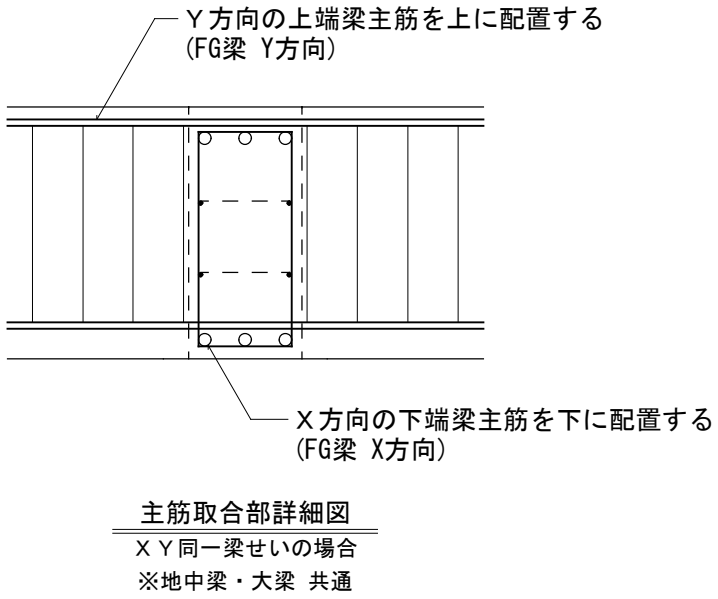 Y方向の上端梁主筋を上に配置する
(FG梁 Y方向)
X方向の下端梁主筋を下に配置する
(FG梁 X方向)
主筋取合部詳細図
XY同一梁せいの場合
※地中梁・大梁 共通